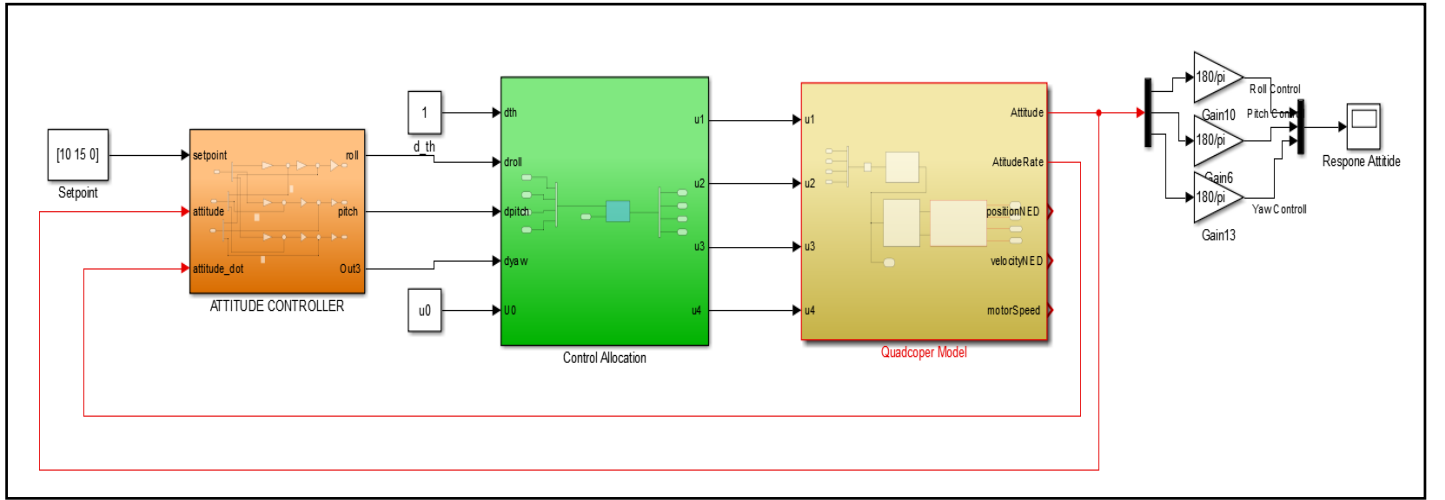 [10 15 0]
Setpoint
setpoint
attitude
attitude_dot
roll
pitch
Out3
ATTITUDE CONTROLLER
1
d_th
u0
dth
droll
dpitch
dyaw
U0
u1
u2
u3
u4
Control Allocation
u1
u2
u3
u4
Attitude
AtitudeRate
positionNED
velocityNED
motorSpeed
Quadcoper Model
180/pi
Gain10
180/pi
Gain6
180/pi
Gain13
Roll Control
Pitch Control
Yaw Controll
Respone Attitide